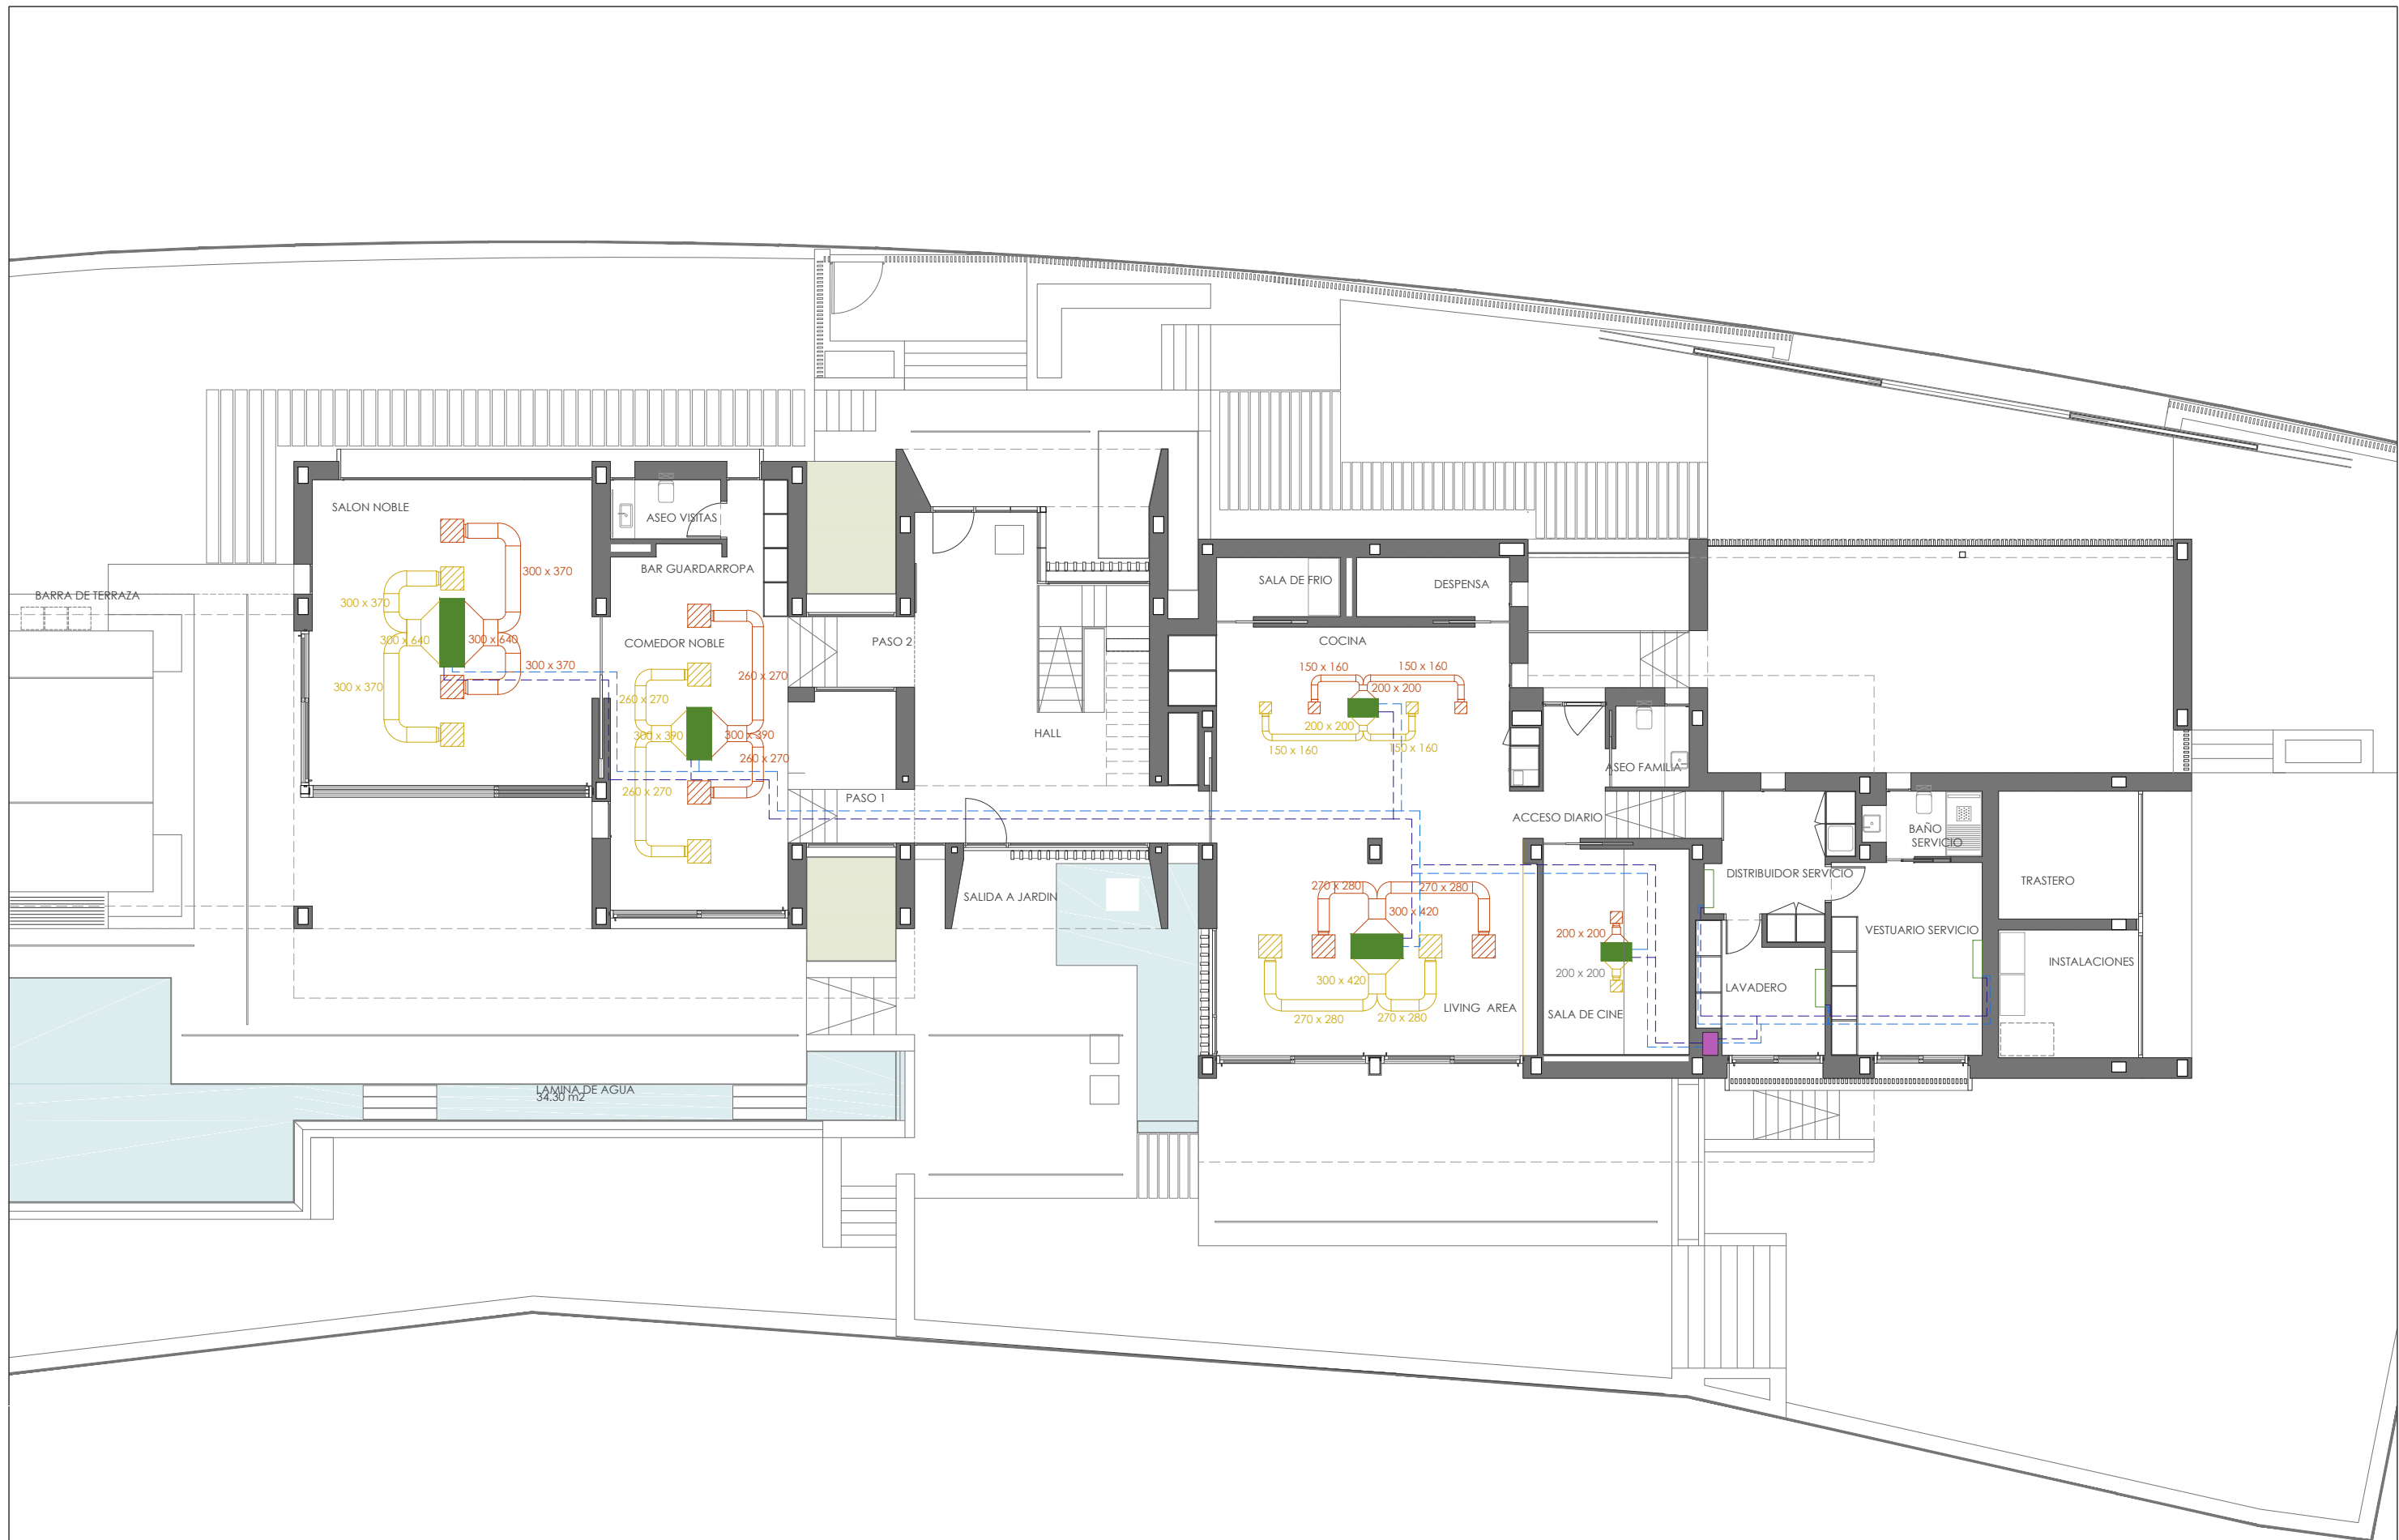 SALON NOBLE
ASEO VISITAS
BAR GUARDARROPA
300 x 370
SALA DE FRIO
DESPENSA
BARRA DE TERRAZA
300 x 370
300 x 640
300 x 640
COMEDOR NOBLE
PASO 2
COCINA
300 x 370
150 x 160
150 x 160
260 x 270
300 x 370
200 x 200
260 x 270
200 x 200
300 x 390
300 x 390
HALL
150 x 160
150 x 160
260 x 270
ASEO FAMILIA
260 x 270
PASO 1
ACCESO DIARIO
BAÑO
SERVICIO
DISTRIBUIDOR SERVICIO
TRASTERO
270 x 280
270 x 280
SALIDA A JARDIN
300 x 420
200 x 200
VESTUARIO SERVICIO
INSTALACIONES
200 x 200
300 x 420
LAVADERO
LIVING AREA
SALA DE CINE
270 x 280
270 x 280
LAMINA DE AGUA
34.30 m2